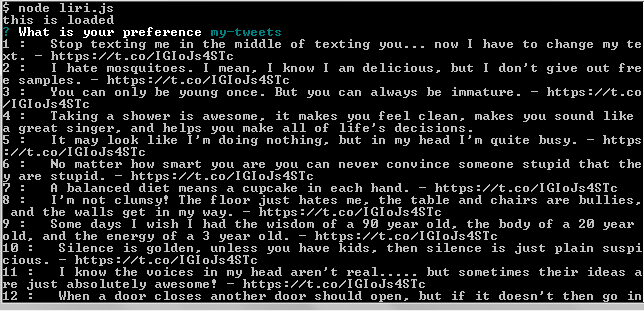 $ node liri.js
this is loaded
? What is your preference my-tweets
1 :   Stop texting me in the middle of texting you... now I have to change my te
xt. - https://t.co/IGIoJs4STc
2 :   I hate mosquitoes. I mean, I know I am delicious, but I don't give out fre
e samples. - https://t.co/IGIoJs4STc
3 :   You can only be young once. But you can always be immature. - https://t.co
/IGIoJs4STc
4 :   Taking a shower is awesome, it makes you feel clean, makes you sound like
a great singer, and helps you make all of life's decisions.
5 :   It may look like I'm doing nothing, but in my head I'm quite busy. - https
://t.co/IGIoJs4STc
6 :   No matter how smart you are you can never convince someone stupid that the
y are stupid. - https://t.co/IGIoJs4STc
7 :   A balanced diet means a cupcake in each hand. - https://t.co/IGIoJs4STc
8 :   I'm not clumsy! The floor just hates me, the table and chairs are bullies,
 and the walls get in my way. - https://t.co/IGIoJs4STc
9 :   Some days I wish I had the wisdom of a 90 year old, the body of a 20 year
old, and the energy of a 3 year old. - https://t.co/IGIoJs4STc
10 :   Silence is golden, unless you have kids, then silence is just plain suspi
cious. - https://t.co/IGIoJs4STc
11 :   I know the voices in my head aren't real..... but sometimes their ideas a
re just absolutely awesome! - https://t.co/IGIoJs4STc
12 :   When a door closes another door should open, but if it doesn't then go in